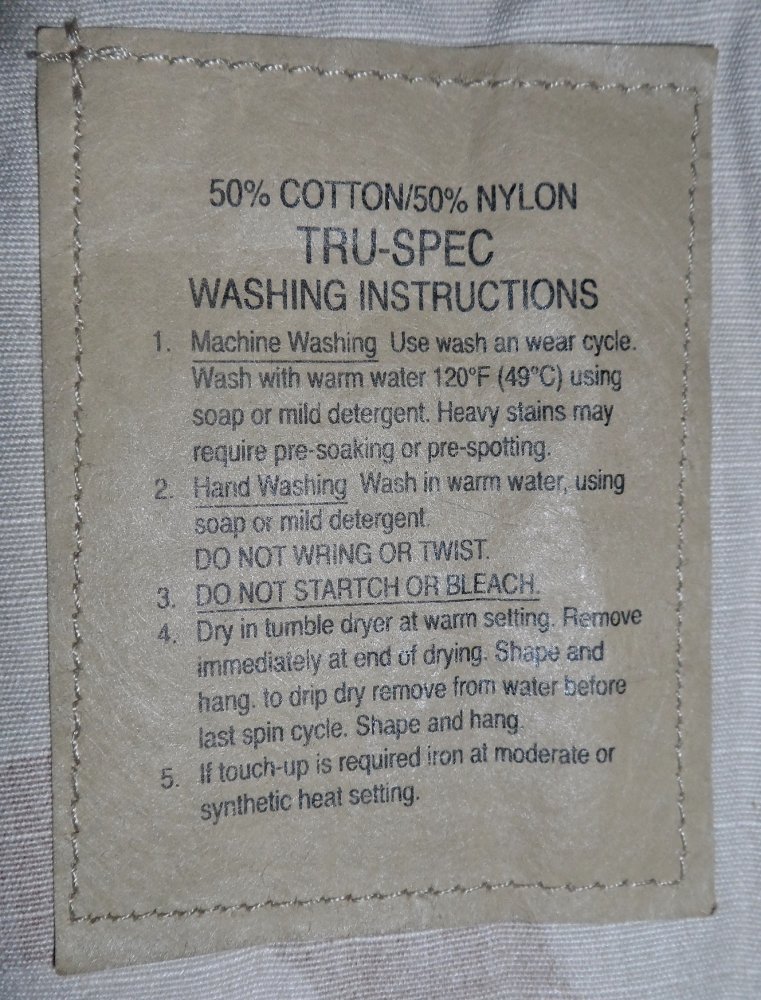 50% COTTON/50% NYLON
TRU-SPEC
WASHING INSTRUCTIONS
1. Machine Washing Use wash an wear cycle.
Wash with warm water 120°F (49°C) using
soap or mild detergent. Heavy stains may
require pre-soaking or pre-spotting.
2. Hand Washing Wash in warm water, using
soap or mild detergent.
DO NOT WRING OR TWIST.
3. DO NOT STARTCH OR BLEACH.
4. Dry in tumble dryer at warm setting. Remove
immediately at end of drying. Shape and
hang. to drip dry remove from water before
last spin cycle. Shape and hang.
5. If touch-up is required iron at moderate or
synthetic heat setting.